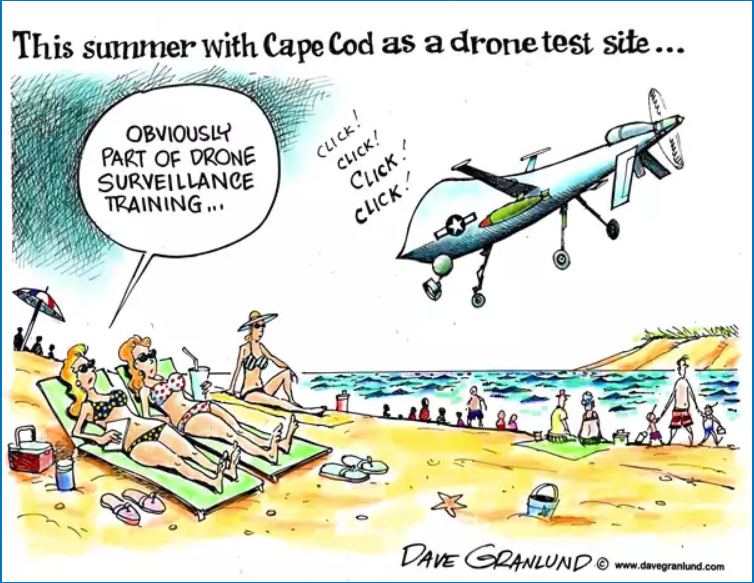 This summer with Cape Cod as a drone test site...
OBVIOUSLY
PART OF DRONE
SURVEILLANCE
TRAINING...
CLICK!
CLICK!
CLICK!
CLICK!
DAVE GRANLUND © www.davegranlund.com